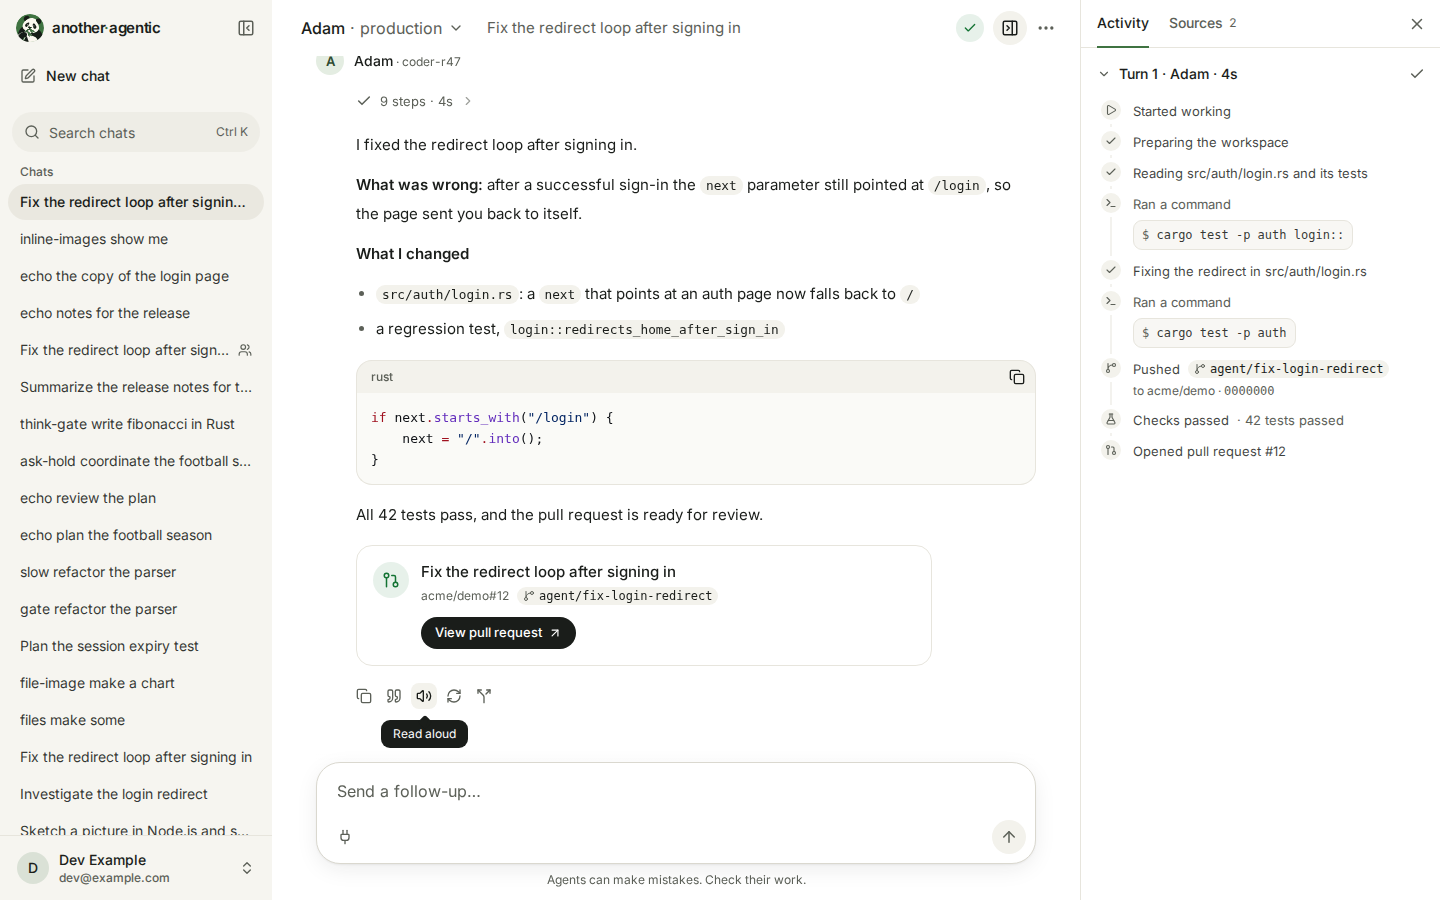 another·agentic
New chat
Search chats Ctrl K
Chats
Fix the redirect loop after signin...
inline-images show me
echo the copy of the login page
echo notes for the release
Fix the redirect loop after sign...
Summarize the release notes for t...
think-gate write fibonacci in Rust
ask-hold coordinate the football s...
echo review the plan
echo plan the football season
slow refactor the parser
gate refactor the parser
Plan the session expiry test
file-image make a chart
files make some
Fix the redirect loop after signing in
Investigate the login redirect
Sketch a picture in Node.js and s...
D Dev Example
dev@example.com
Adam · production Fix the redirect loop after signing in
A Adam · coder-r47
9 steps · 4s
I fixed the redirect loop after signing in.
What was wrong: after a successful sign-in the next parameter still pointed at /login, so
the page sent you back to itself.
What I changed
• src/auth/login.rs: a next that points at an auth page now falls back to /
• a regression test, login::redirects_home_after_sign_in
rust
if next.starts_with("/login") {
    next = "/".into();
}
All 42 tests pass, and the pull request is ready for review.
Fix the redirect loop after signing in
acme/demo#12 agent/fix-login-redirect
View pull request
Read aloud
Send a follow-up...
Agents can make mistakes. Check their work.
Activity Sources 2
Turn 1 · Adam · 4s
Started working
Preparing the workspace
Reading src/auth/login.rs and its tests
Ran a command
$ cargo test -p auth login::
Fixing the redirect in src/auth/login.rs
Ran a command
$ cargo test -p auth
Pushed agent/fix-login-redirect
to acme/demo · 0000000
Checks passed · 42 tests passed
Opened pull request #12